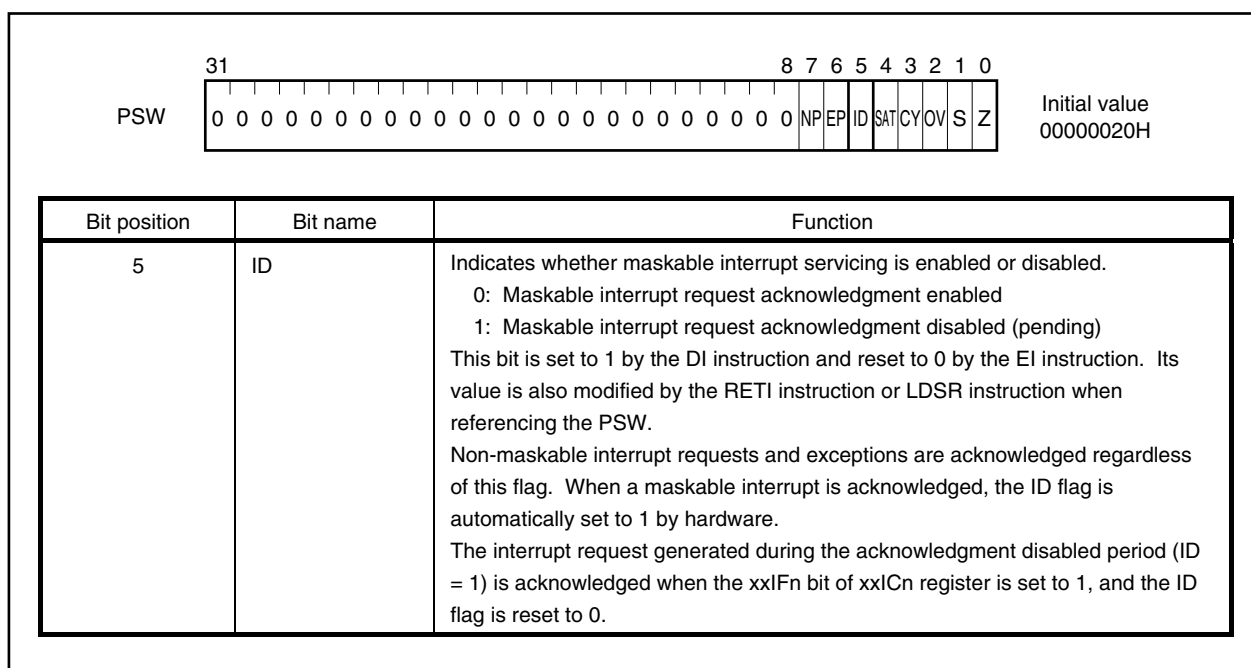 31 8 7 6 5 4 3 2 1 0
PSW 0 0 0 0 0 0 0 0 0 0 0 0 0 0 0 0 0 0 0 0 0 0 0 0 NP EP ID SAT CY OV S Z Initial value
00000020H
Bit position Bit name Function
5 ID Indicates whether maskable interrupt servicing is enabled or disabled.
0: Maskable interrupt request acknowledgment enabled
1: Maskable interrupt request acknowledgment disabled (pending)
This bit is set to 1 by the DI instruction and reset to 0 by the EI instruction. Its
value is also modified by the RETI instruction or LDSR instruction when
referencing the PSW.
Non-maskable interrupt requests and exceptions are acknowledged regardless
of this flag. When a maskable interrupt is acknowledged, the ID flag is
automatically set to 1 by hardware.
The interrupt request generated during the acknowledgment disabled period (ID
= 1) is acknowledged when the xxIFn bit of xxICn register is set to 1, and the ID
flag is reset to 0.